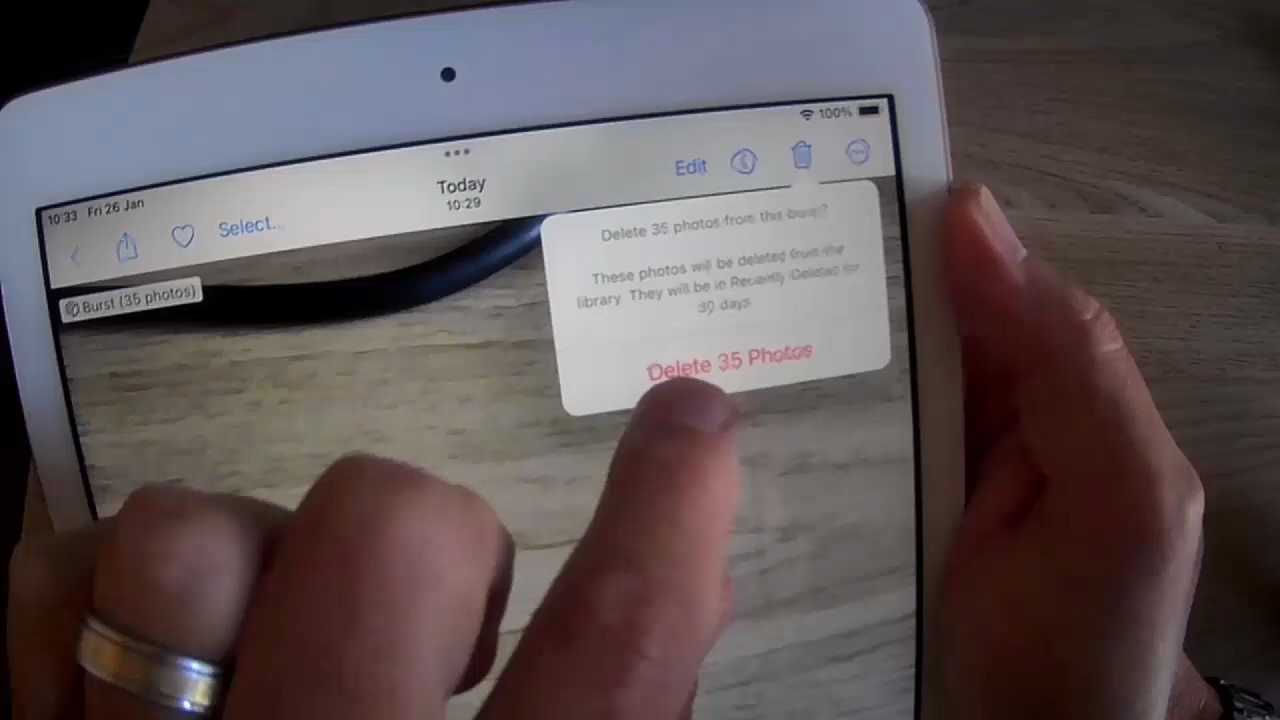 100%
10:33 Fri 26 Jan
Today
10:29
Edit
Select...
Burst (35 photos)
Delete 35 photos from this burst?
These photos will be deleted from the
library. They will be in Recently Deleted for
30 days.
Delete 35 Photos